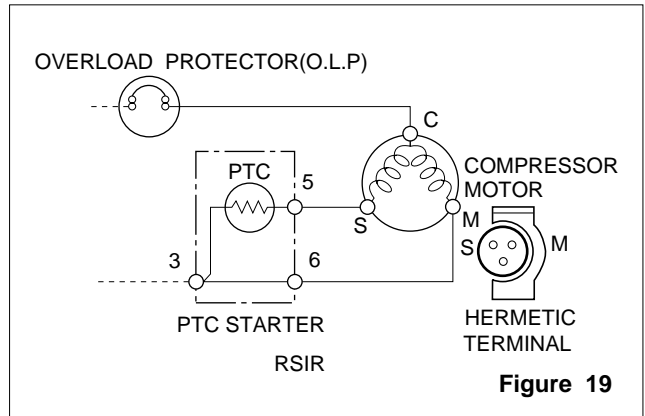 OVERLOAD PROTECTOR(O.L.P)
C
PTC
5
COMPRESSOR
MOTOR
S
M
S
M
3
6
PTC STARTER
HERMETIC
TERMINAL
RSIR
Figure 19